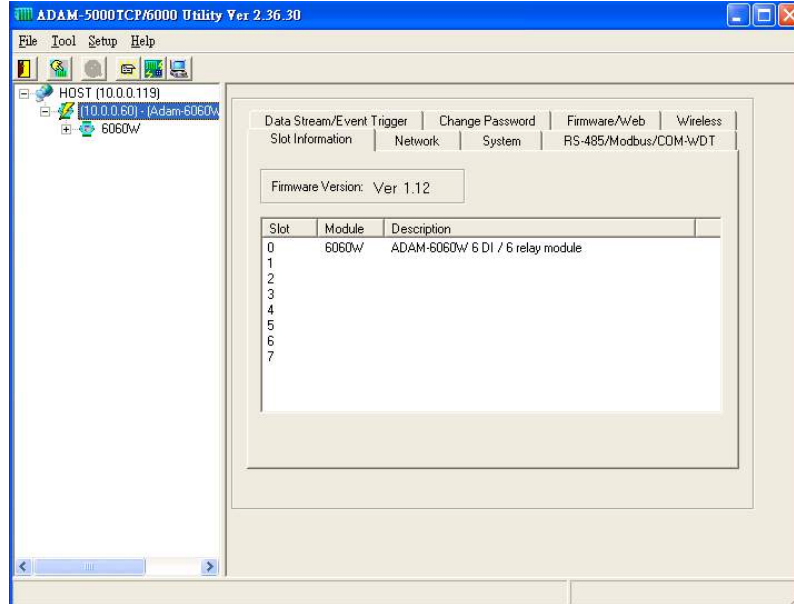 ADAM-5000TCP/6000 Utility Ver 2.36.30
File Tool Setup Help
HOST (10.0.0.119)
(10.0.0.60) - (Adam-6060W
6060W
Data Stream/Event Trigger Change Password Firmware/Web Wireless
Slot Information Network System RS-485/Modbus/COM-WDT
Firmware Version: Ver 1.12
Slot Module Description
0 6060W ADAM-6060W 6 DI / 6 relay module
1
2
3
4
5
6
7